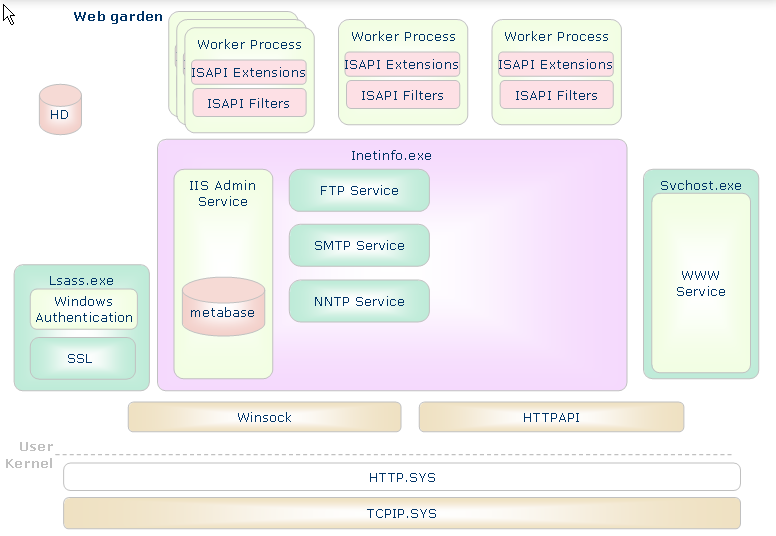 Web garden
Worker Process
ISAPI Extensions
ISAPI Filters
Worker Process
ISAPI Extensions
ISAPI Filters
Worker Process
ISAPI Extensions
ISAPI Filters
HD
Inetinfo.exe
IIS Admin
Service
metabase
FTP Service
SMTP Service
NNTP Service
Svchost.exe
WWW
Service
Lsass.exe
Windows
Authentication
SSL
Winsock
HTTPAPI
User
Kernel
HTTP.SYS
TCPIP.SYS